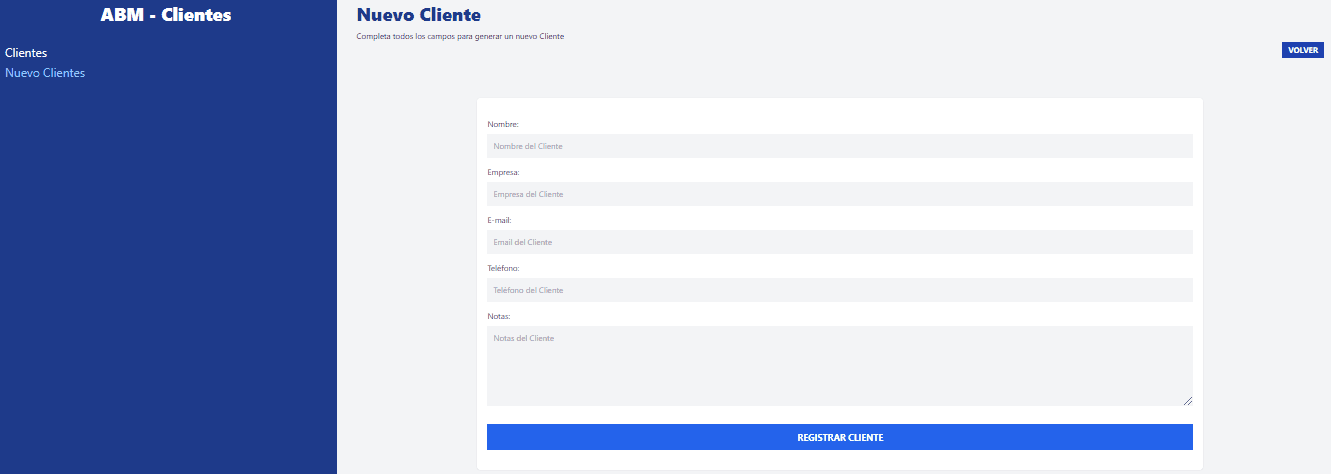 ABM - Clientes
Clientes
Nuevo Clientes
Nuevo Cliente
Completa todos los campos para generar un nuevo Cliente
VOLVER
Nombre:
Nombre del Cliente
Empresa:
Empresa del Cliente
E-mail:
Email del Cliente
Teléfono:
Teléfono del Cliente
Notas:
Notas del Cliente
REGISTRAR CLIENTE